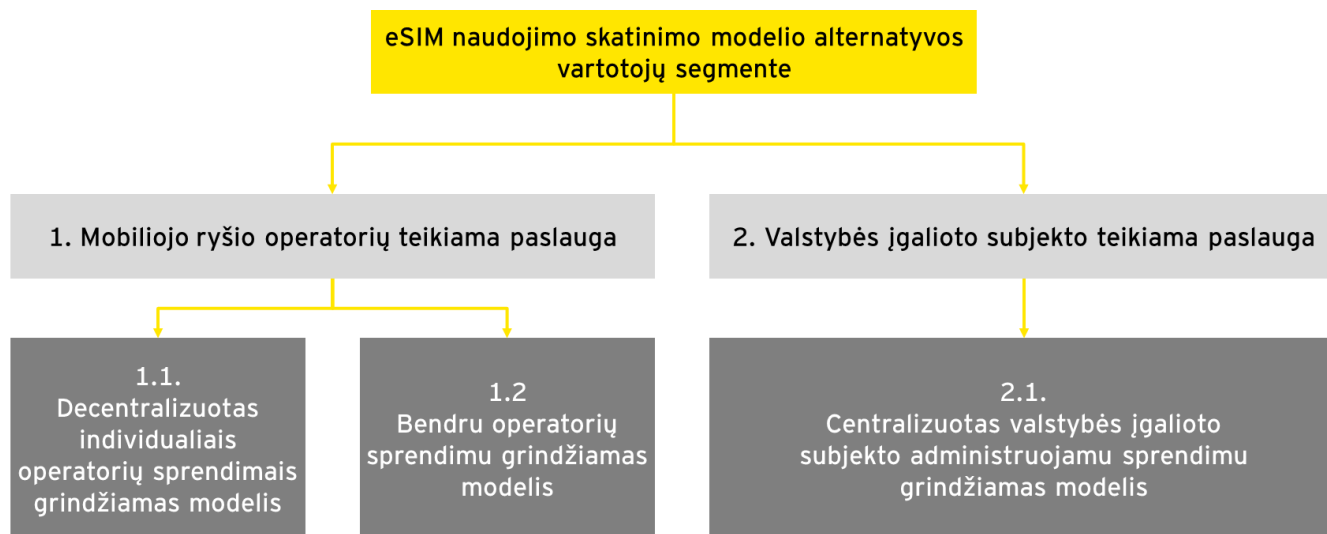 eSIM naudojimo skatinimo modelio alternatyvos
vartotojų segmente
1. Mobiliojo ryšio operatorių teikiama paslauga
2. Valstybės įgalioto subjekto teikiama paslauga
1.1.
Decentralizuotas
individualiais
operatorių sprendimais
grindžiamas modelis
1.2
Bendru operatorių
sprendimu grindžiamas
modelis
2.1.
Centralizuotas valstybės įgalioto
subjekto administruojamu sprendimu
grindžiamas modelis